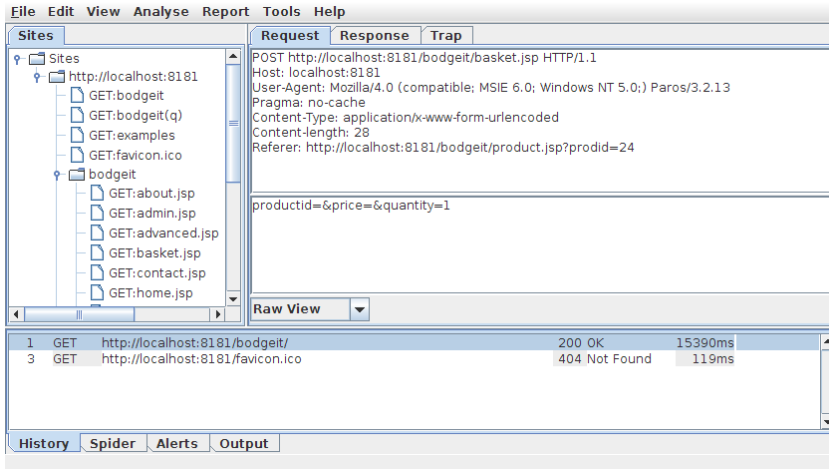 File Edit View Analyse Report Tools Help
Sites
Sites
http://localhost:8181
GET:bodgeit
GET:bodgeit(q)
GET:examples
GET:favicon.ico
bodgeit
GET:about.jsp
GET:admin.jsp
GET:advanced.jsp
GET:basket.jsp
GET:contact.jsp
GET:home.jsp
Request Response Trap
POST http://localhost:8181/bodgeit/basket.jsp HTTP/1.1
Host: localhost:8181
User-Agent: Mozilla/4.0 (compatible; MSIE 6.0; Windows NT 5.0;) Paros/3.2.13
Pragma: no-cache
Content-Type: application/x-www-form-urlencoded
Content-length: 28
Referer: http://localhost:8181/bodgeit/product.jsp?prodid=24
productid=&price=&quantity=1
Raw View
1 GET http://localhost:8181/bodgeit/ 200 OK 15390ms
3 GET http://localhost:8181/favicon.ico 404 Not Found 119ms
History Spider Alerts Output